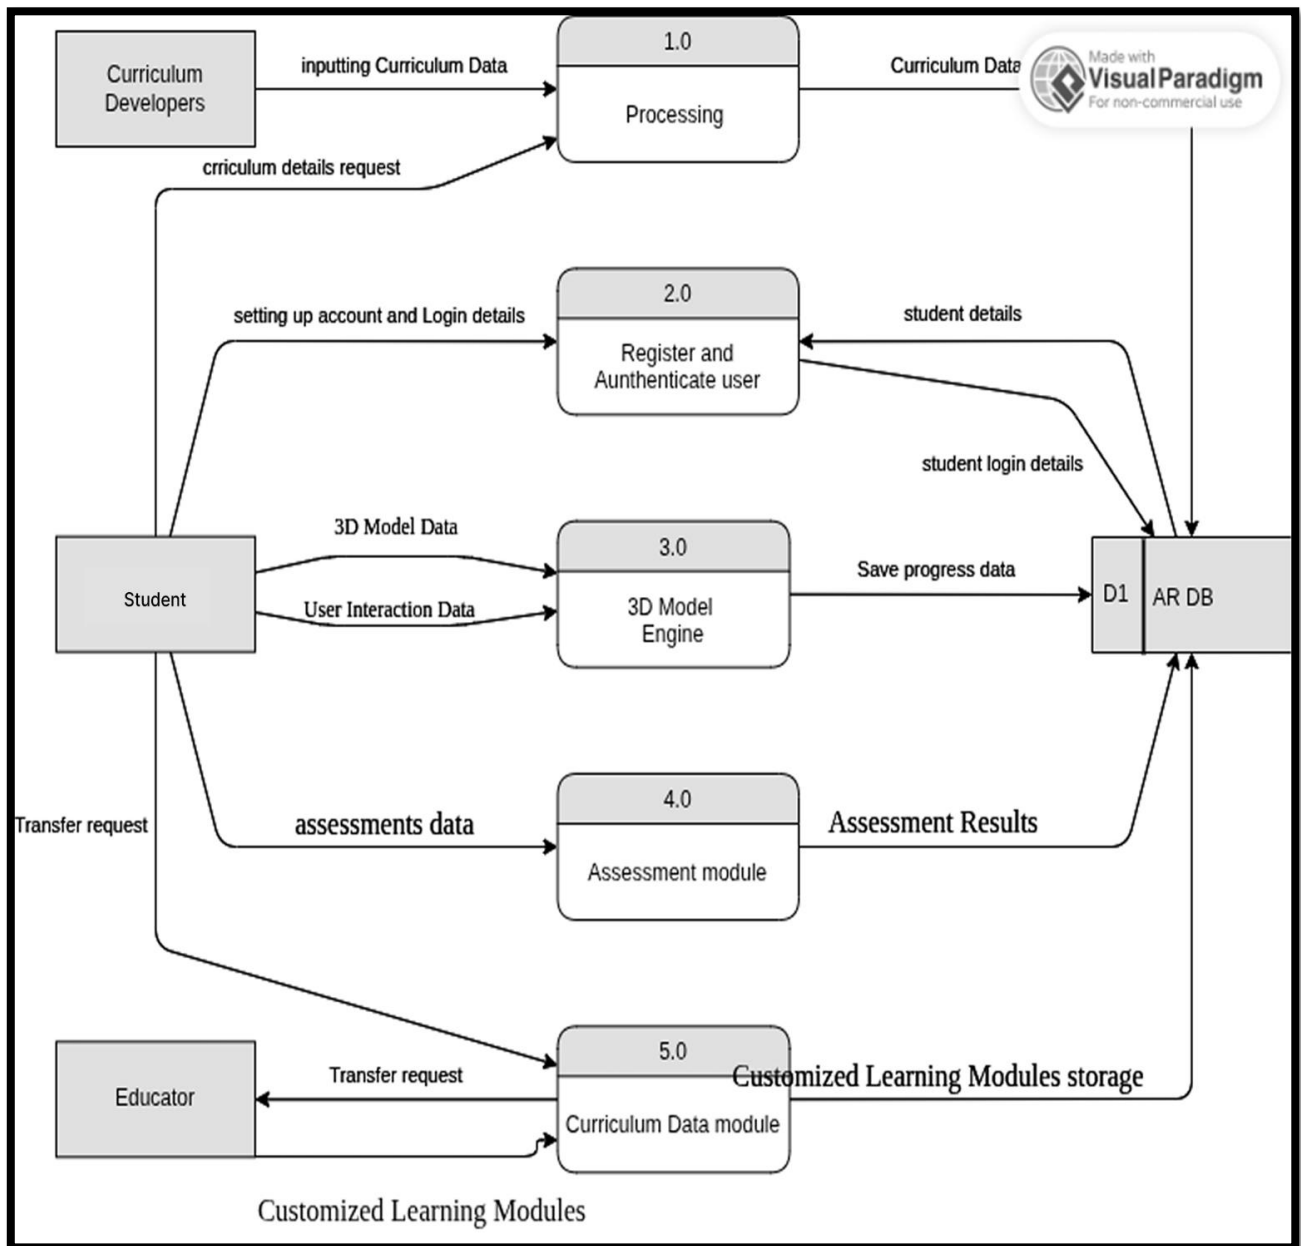 1.0
Curriculum
Developers
inputting Curriculum Data
Processing
Curriculum Data
Made with
Visual Paradigm
For non-commercial use
crriculum details request
2.0
setting up account and Login details
student details
Register and
Aunthenticate user
student login details
3D Model Data
3.0
Student
User Interaction Data
3D Model
Engine
Save progress data
D1
AR DB
4.0
Transfer request
assessments data
Assessment Results
Assessment module
5.0
Educator
Transfer request
Customized Learning Modules storage
Curriculum Data module
Customized Learning Modules